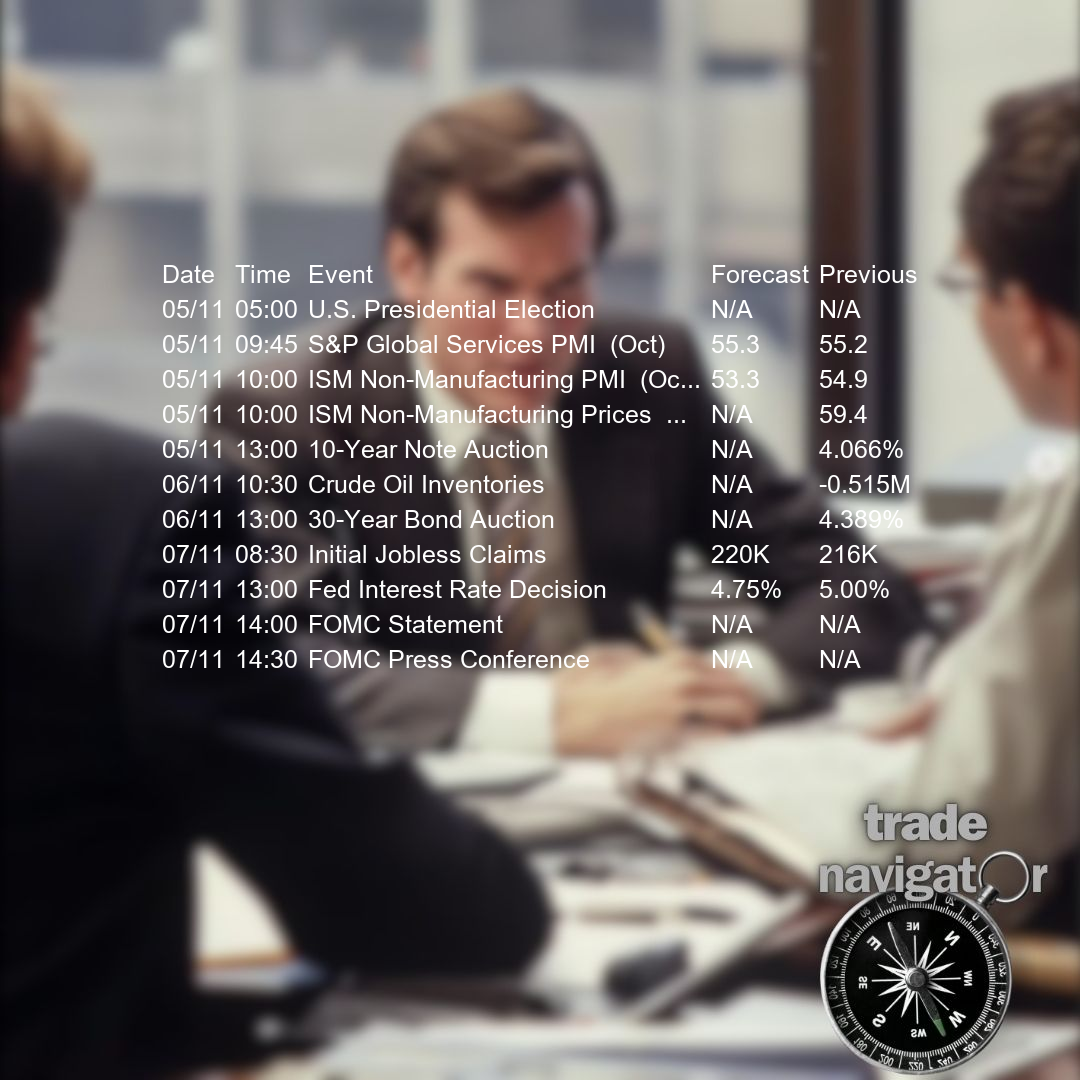 Date Time Event Forecast Previous
05/11 05:00 U.S. Presidential Election N/A N/A
05/11 09:45 S&P Global Services PMI (Oct) 55.3 55.2
05/11 10:00 ISM Non-Manufacturing PMI (Oc... 53.3 54.9
05/11 10:00 ISM Non-Manufacturing Prices ... N/A 59.4
05/11 13:00 10-Year Note Auction N/A 4.066%
06/11 10:30 Crude Oil Inventories N/A -0.515M
06/11 13:00 30-Year Bond Auction N/A 4.389%
07/11 08:30 Initial Jobless Claims 220K 216K
07/11 13:00 Fed Interest Rate Decision 4.75% 5.00%
07/11 14:00 FOMC Statement N/A N/A
07/11 14:30 FOMC Press Conference N/A N/A
trade
navigator
NE
E N
SE WN
S W
WS